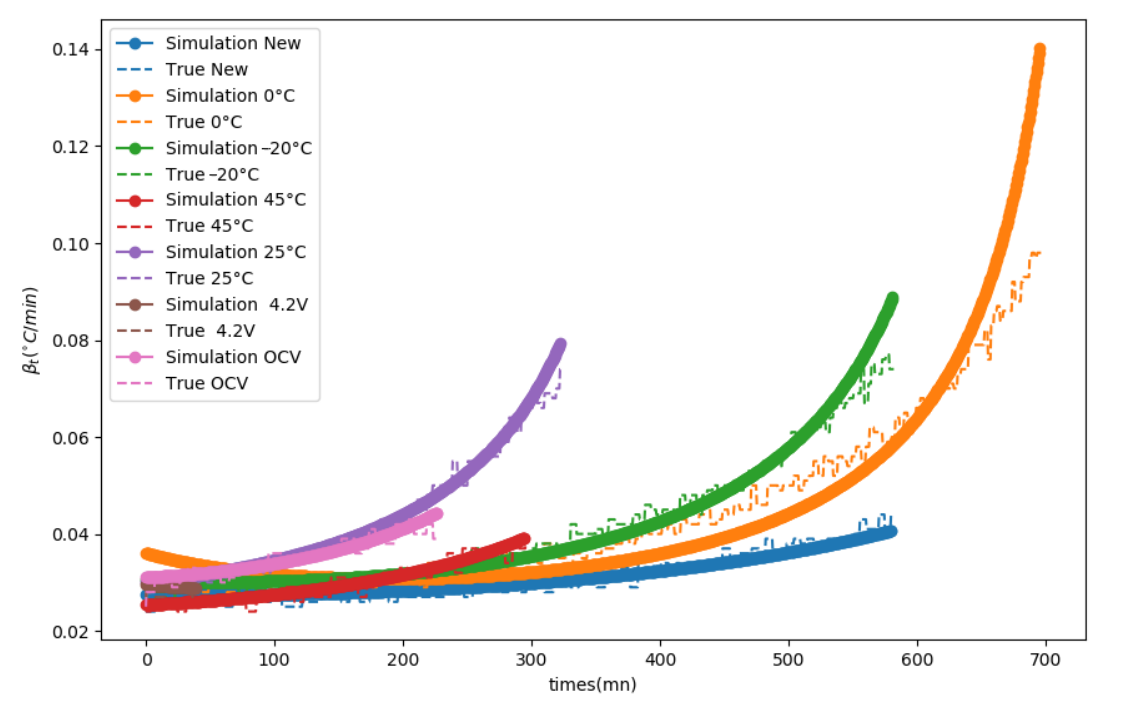 0.14
0.12
0.10
0.08
0.06
0.04
0.02
β_t(°C/min)
Simulation New
True New
Simulation 0°C
True 0°C
Simulation –20°C
True –20°C
Simulation 45°C
True 45°C
Simulation 25°C
True 25°C
Simulation 4.2V
True 4.2V
Simulation OCV
True OCV
0 100 200 300 400 500 600 700
times(mn)